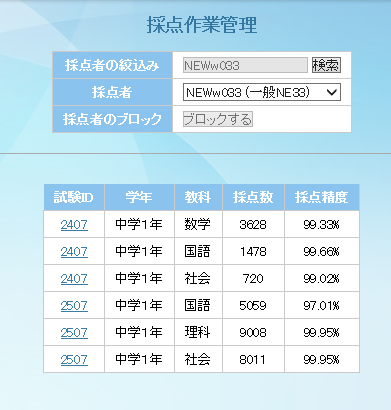 採点作業管理
採点者の絞込み NEWw033 検索
採点者 NEWw033 (一般NE33)
採点者のブロック ブロックする
試験ID 学年 教科 採点数 採点精度
2407 中学1年 数学 3628 99.33%
2407 中学1年 国語 1478 99.66%
2407 中学1年 社会 720 99.02%
2507 中学1年 国語 5059 97.01%
2507 中学1年 理科 9008 99.95%
2507 中学1年 社会 8011 99.95%